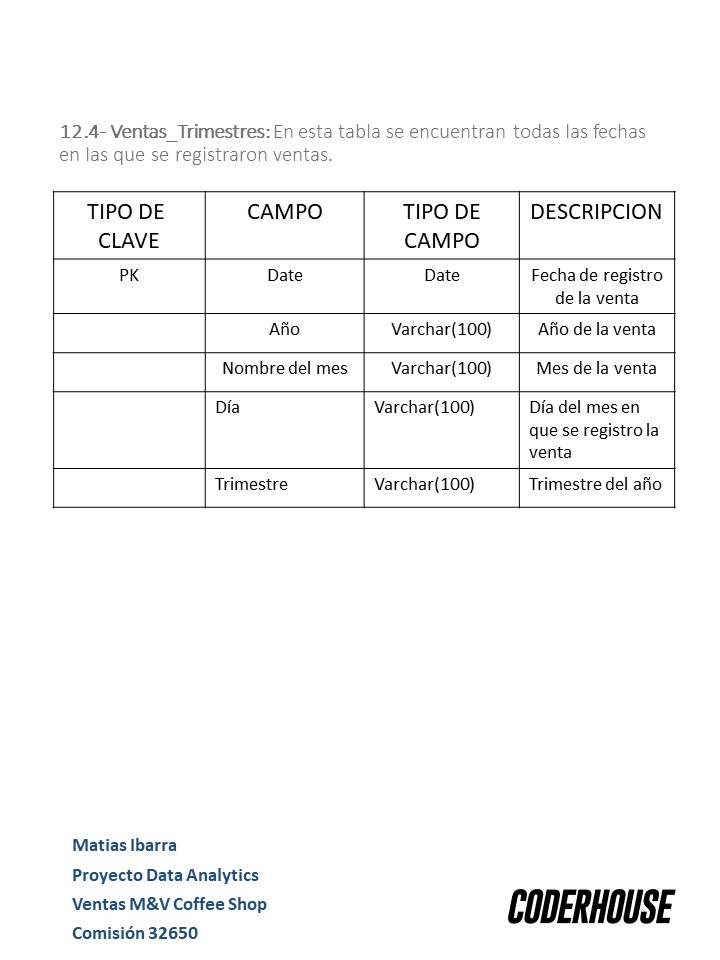 12.4- Ventas_Trimestres: En esta tabla se encuentran todas las fechas
en las que se registraron ventas.
TIPO DE CLAVE CAMPO TIPO DE CAMPO DESCRIPCION
PK Date Date Fecha de registro de la venta
Año Varchar(100) Año de la venta
Nombre del mes Varchar(100) Mes de la venta
Día Varchar(100) Día del mes en que se registro la venta
Trimestre Varchar(100) Trimestre del año
Matias Ibarra
Proyecto Data Analytics
Ventas M&V Coffee Shop
Comisión 32650
CODERHOUSE